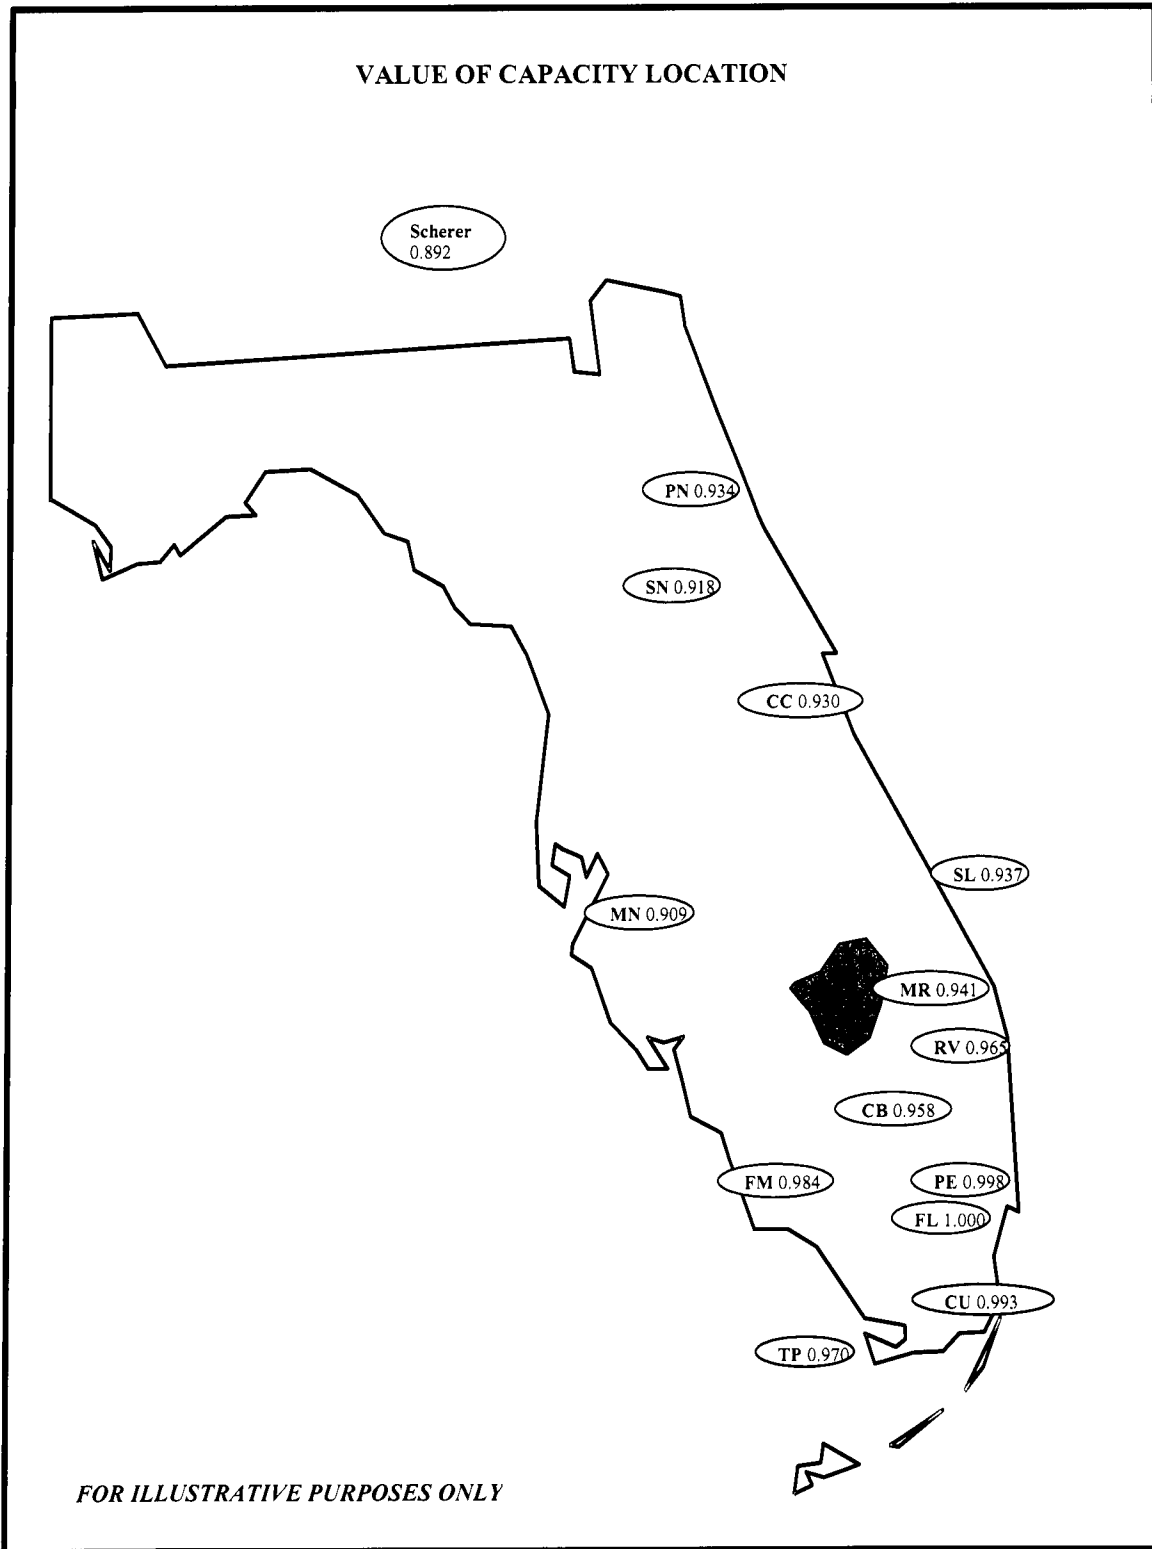 VALUE OF CAPACITY LOCATION
Scherer
0.892
PN 0.934
SN 0.918
CC 0.930
SL 0.937
MN 0.909
MR 0.941
RV 0.965
CB 0.958
FM 0.984
PE 0.998
FL 1.000
CU 0.993
TP 0.970
FOR ILLUSTRATIVE PURPOSES ONLY